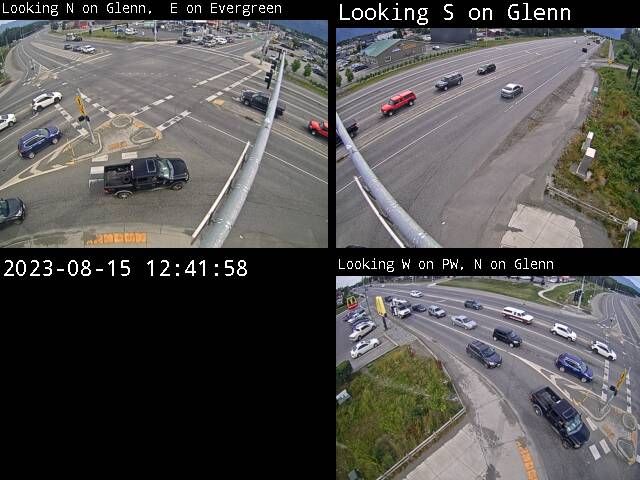 Looking N on Glenn, E on Evergreen
Looking S on Glenn
2023-08-15 12:41:58
Looking W on PW, N on Glenn